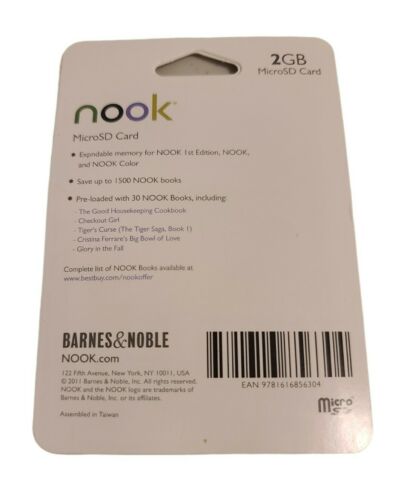 2GB
MicroSD Card
nook™
MicroSD Card
• Expndable memory for NOOK 1st Edition, NOOK,
and NOOK Color
• Save up to 1500 NOOK books
• Pre-loaded with 30 NOOK Books, including:
- The Good Housekeeping Cookbook
- Checkout Girl
- Tiger's Curse (The Tiger Saga, Book 1)
- Cristina Ferrare's Big Bowl of Love
- Glory in the Fall
Complete list of NOOK Books available at
www.bestbuy.com/nookoffer
BARNES&NOBLE
NOOK.com
122 Fifth Avenue, New York, NY 10011, USA
© 2011 Barnes & Noble, Inc. All rights reserved.
NOOK and the NOOK logo are trademarks of
Barnes & Noble, Inc. or its affiliates.
Assembled in Taiwan
EAN 9781616856304
Micro
SD